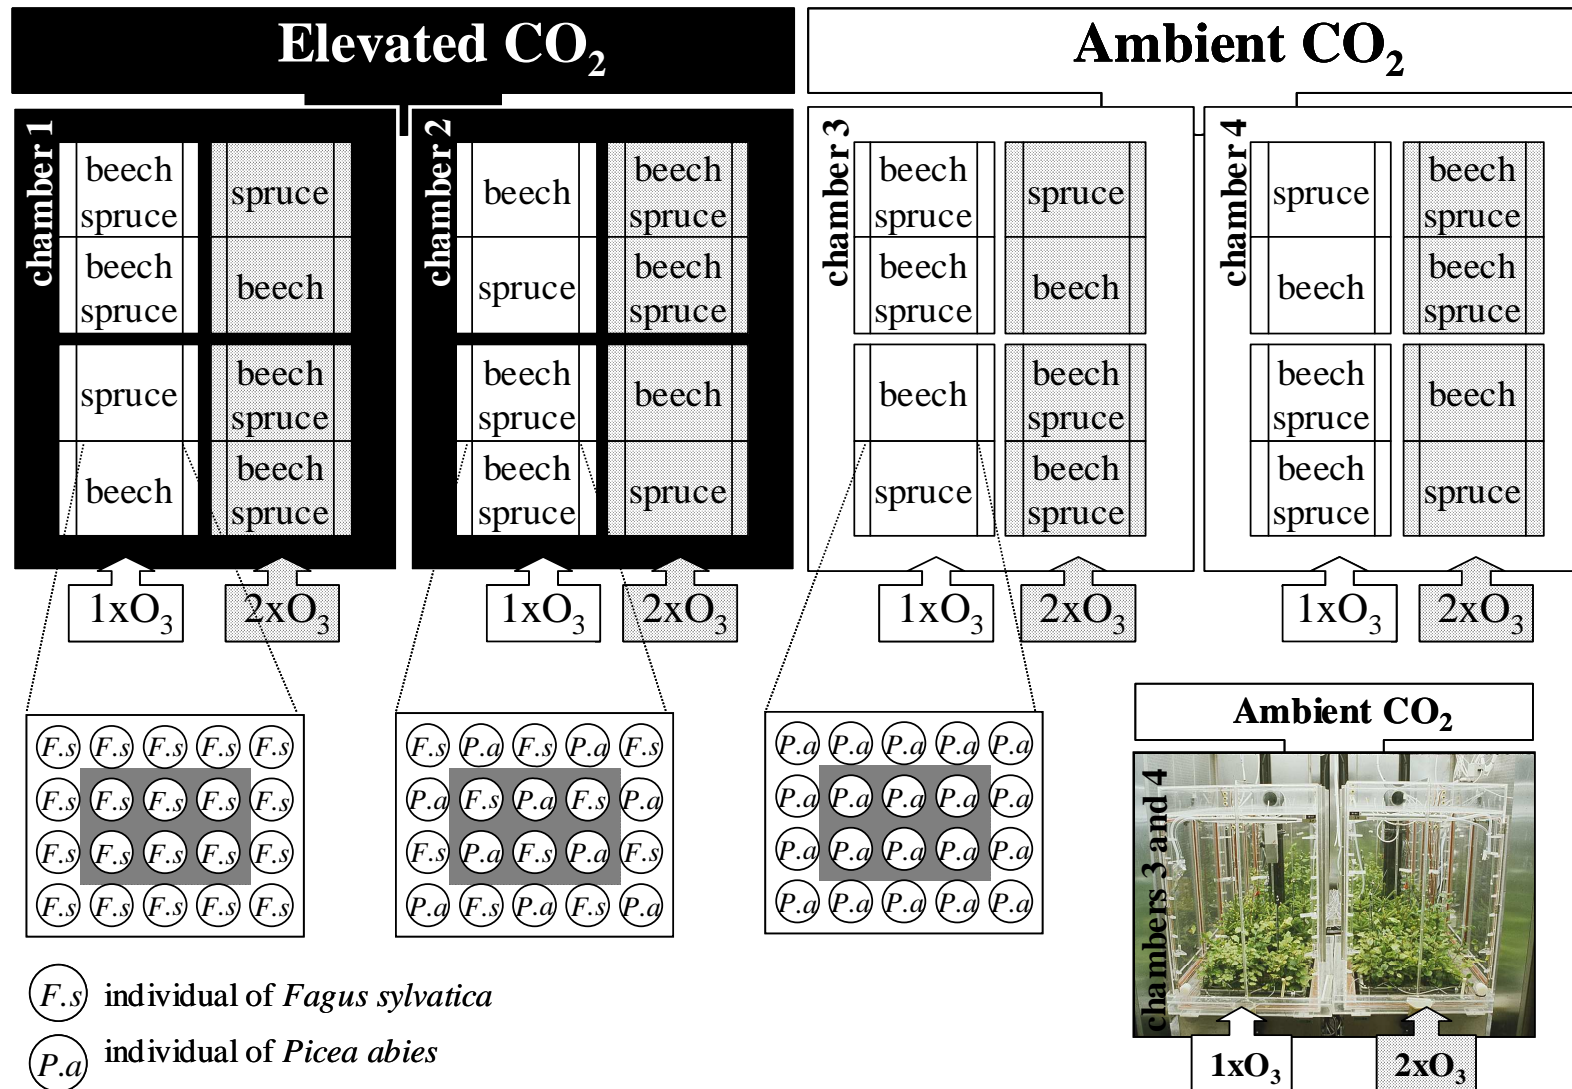 Elevated CO₂
Ambient CO₂
chamber 1
beech
spruce
beech
spruce
spruce
beech
spruce
beech
beech
spruce
beech
spruce
1xO₃
2xO₃
chamber 2
beech
spruce
beech
spruce
beech
spruce
beech
spruce
beech
spruce
beech
spruce
1xO₃
2xO₃
chamber 3
beech
spruce
beech
spruce
beech
spruce
spruce
beech
beech
spruce
beech
spruce
1xO₃
2xO₃
chamber 4
spruce
beech
beech
spruce
beech
spruce
beech
spruce
beech
spruce
beech
spruce
1xO₃
2xO₃
F.s F.s F.s F.s F.s
F.s F.s F.s F.s F.s
F.s F.s F.s F.s F.s
F.s F.s F.s F.s F.s
F.s P.a F.s P.a F.s
P.a F.s P.a F.s P.a
F.s P.a F.s P.a F.s
P.a F.s P.a F.s P.a
P.a P.a P.a P.a P.a
P.a P.a P.a P.a P.a
P.a P.a P.a P.a P.a
P.a P.a P.a P.a P.a
Ambient CO₂
chambers 3 and 4
1xO₃
2xO₃
F.s individual of Fagus sylvatica
P.a individual of Picea abies